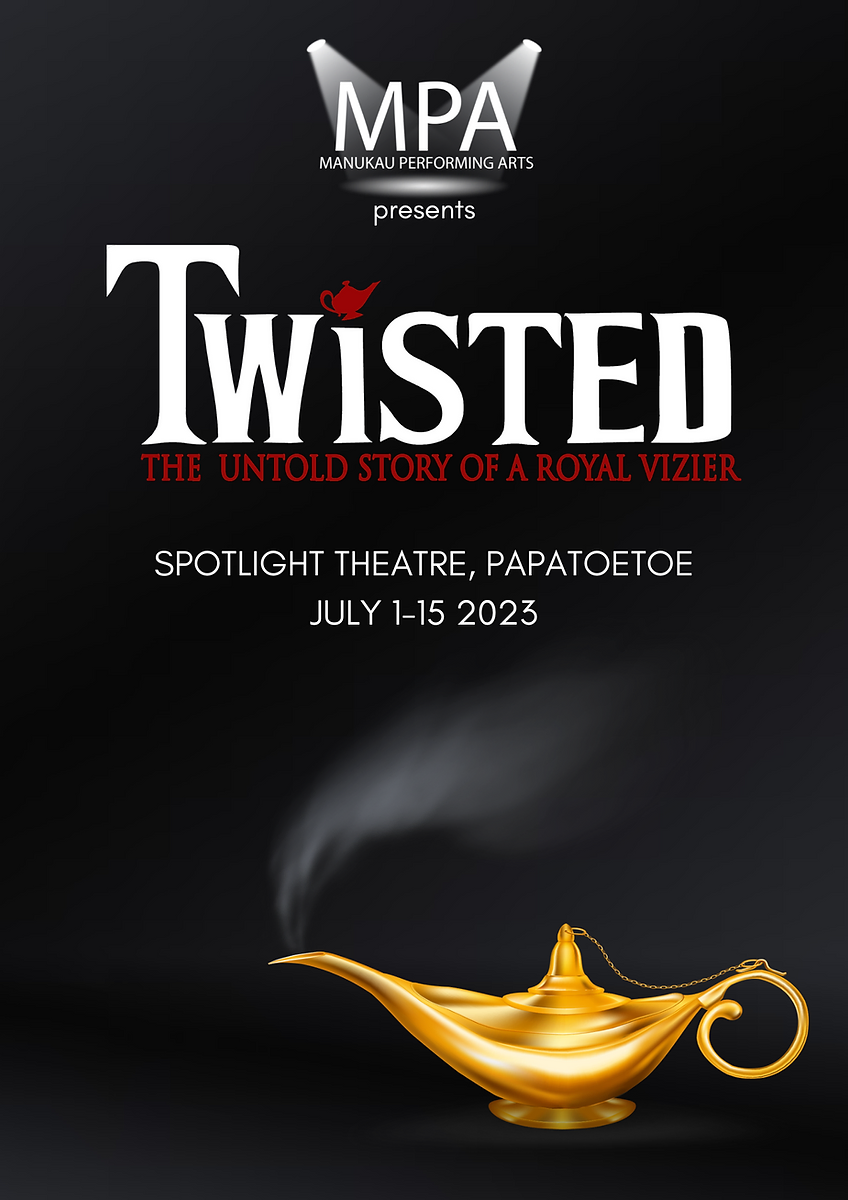 MPA
MANUKAU PERFORMING ARTS
presents
TWiSTED
THE UNTOLD STORY OF A ROYAL VIZIER
SPOTLIGHT THEATRE, PAPATOETOE
JULY 1-15 2023